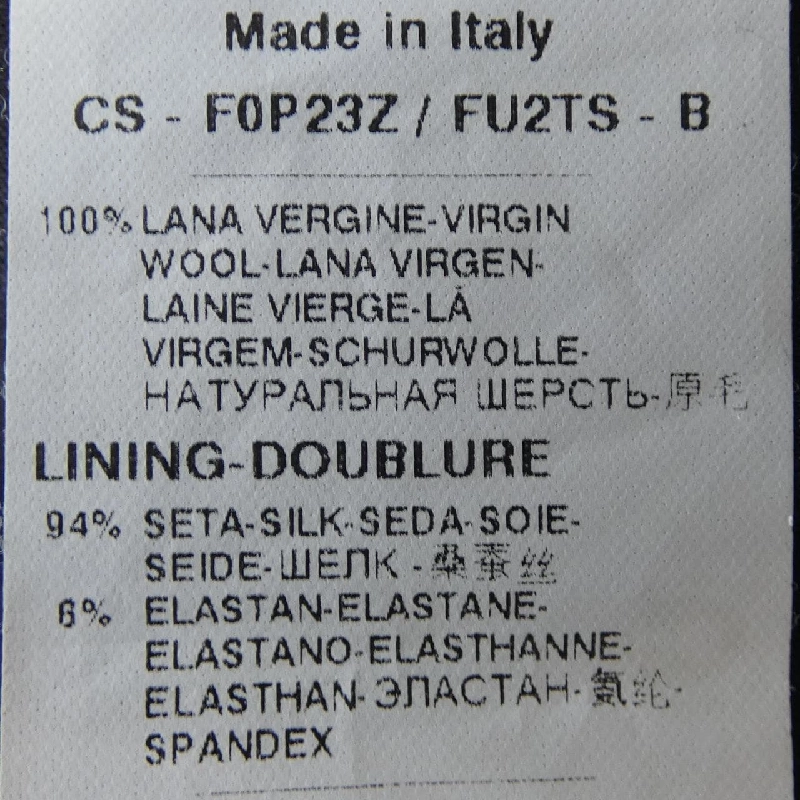 Made in Italy
CS - F0P23Z / FU2TS - B
100% LANA VERGINE-VIRGIN
WOOL-LANA VIRGEN-
LAINE VIERGE-LÃ
VIRGEM-SCHURWOLLE-
НАТУРАЛЬНАЯ ШЕРСТЬ-原毛
LINING-DOUBLURE
94% SETA-SILK-SEDA-SOIE-
SEIDE-ШЕЛК -桑蚕丝
6% ELASTAN-ELASTANE-
ELASTANO-ELASTHANNE-
ELASTHAN-ЭЛАСТАН-氨纶-
SPANDEX